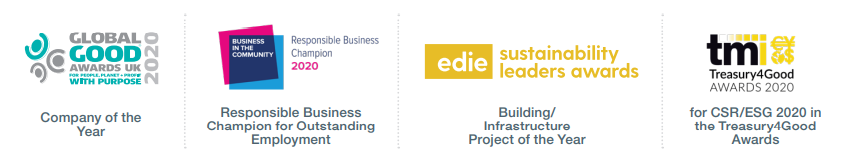 GLOBAL
GOOD
AWARDS UK
2020
FOR PEOPLE, PLANET + PROFIT
WITH PURPOSE
Company of the
Year
BUSINESS
IN THE
COMMUNITY
Responsible Business
Champion
2020
Responsible Business
Champion for Outstanding
Employment
edie sustainability
leaders awards
Building/
Infrastructure
Project of the Year
tmi
Treasury4Good
AWARDS 2020
for CSR/ESG 2020 in
the Treasury4Good
Awards